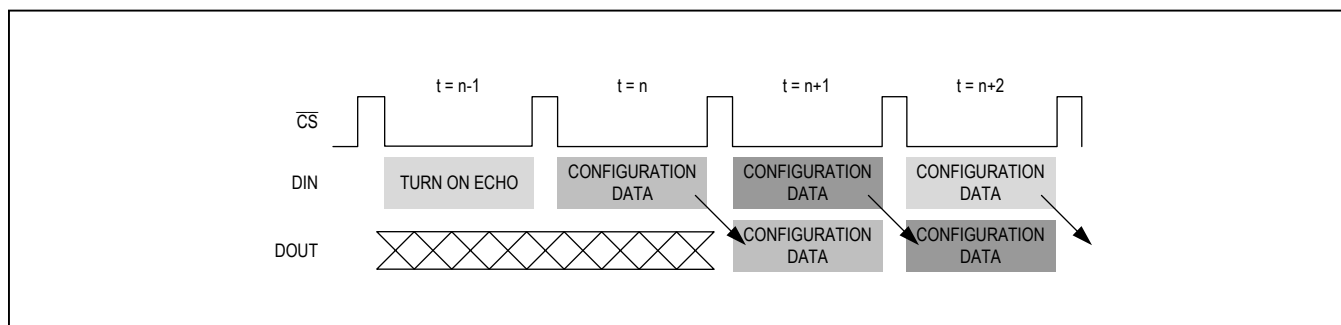 t = n-1
t = n
t = n+1
t = n+2
CS
DIN
TURN ON ECHO
CONFIGURATION
DATA
CONFIGURATION
DATA
CONFIGURATION
DATA
DOUT
CONFIGURATION
DATA
CONFIGURATION
DATA